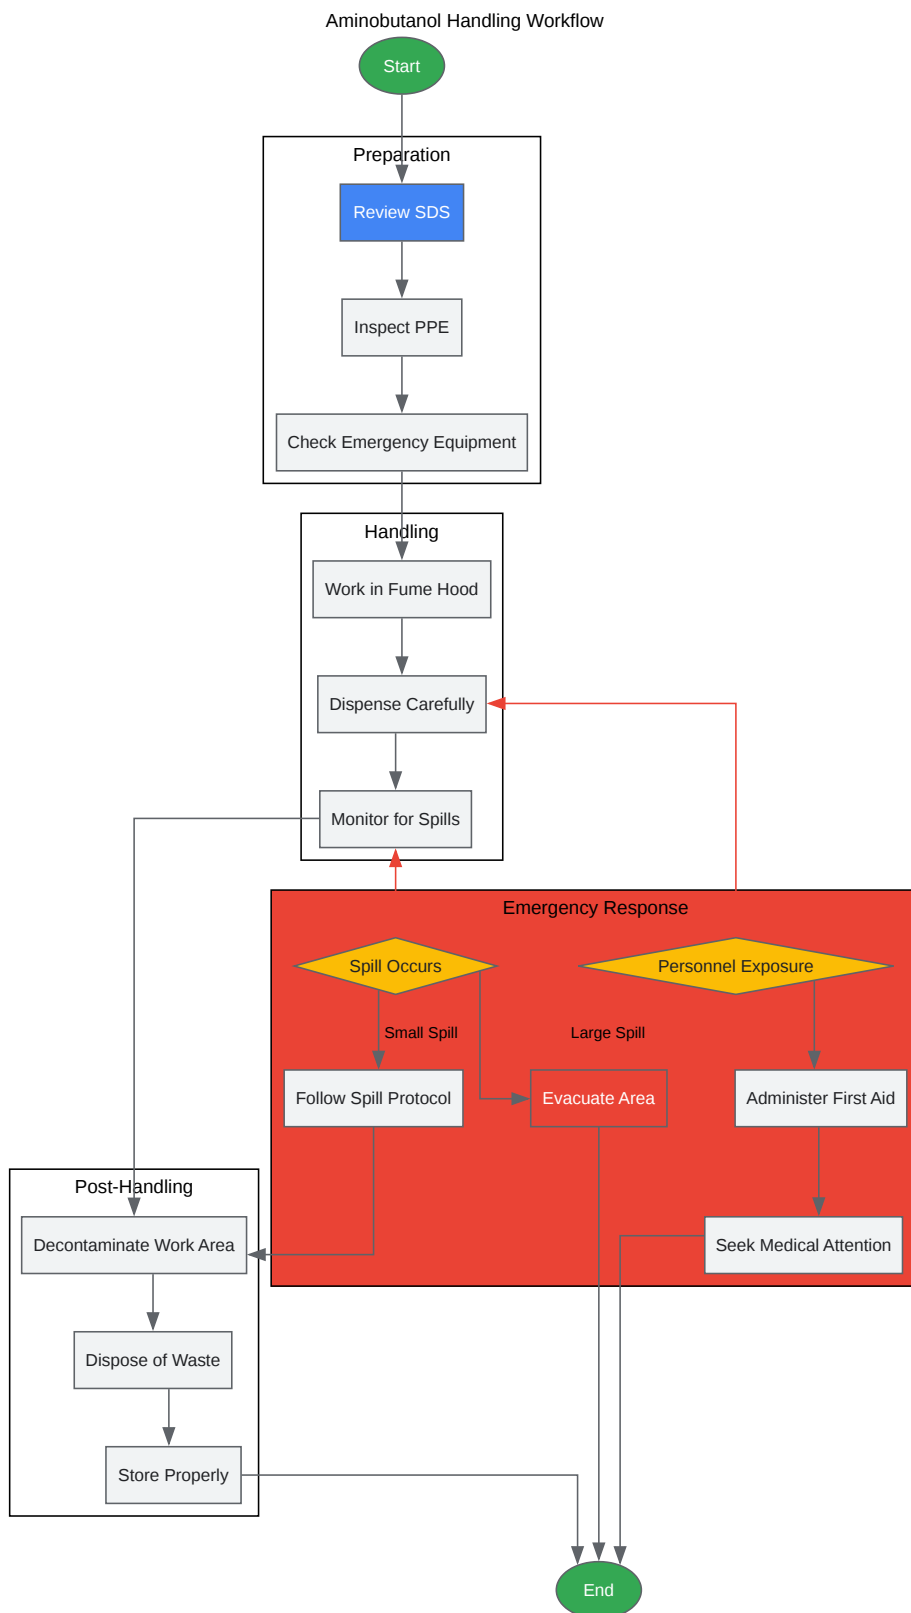 Aminobutanol Handling Workflow
Start
Preparation
Review SDS
Inspect PPE
Check Emergency Equipment
Handling
Work in Fume Hood
Dispense Carefully
Monitor for Spills
Emergency Response
Spill Occurs
Personnel Exposure
Small Spill
Large Spill
Follow Spill Protocol
Evacuate Area
Administer First Aid
Post-Handling
Decontaminate Work Area
Seek Medical Attention
Dispose of Waste
Store Properly
End